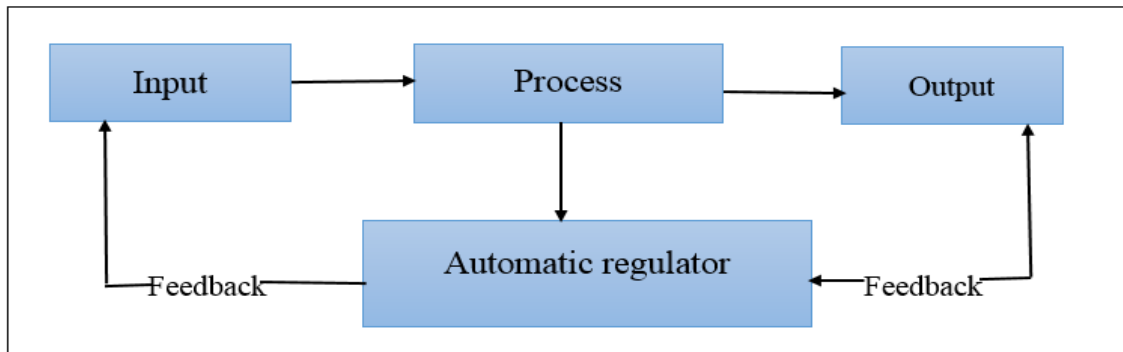 Input
Process
Output
Automatic regulator
Feedback
Feedback